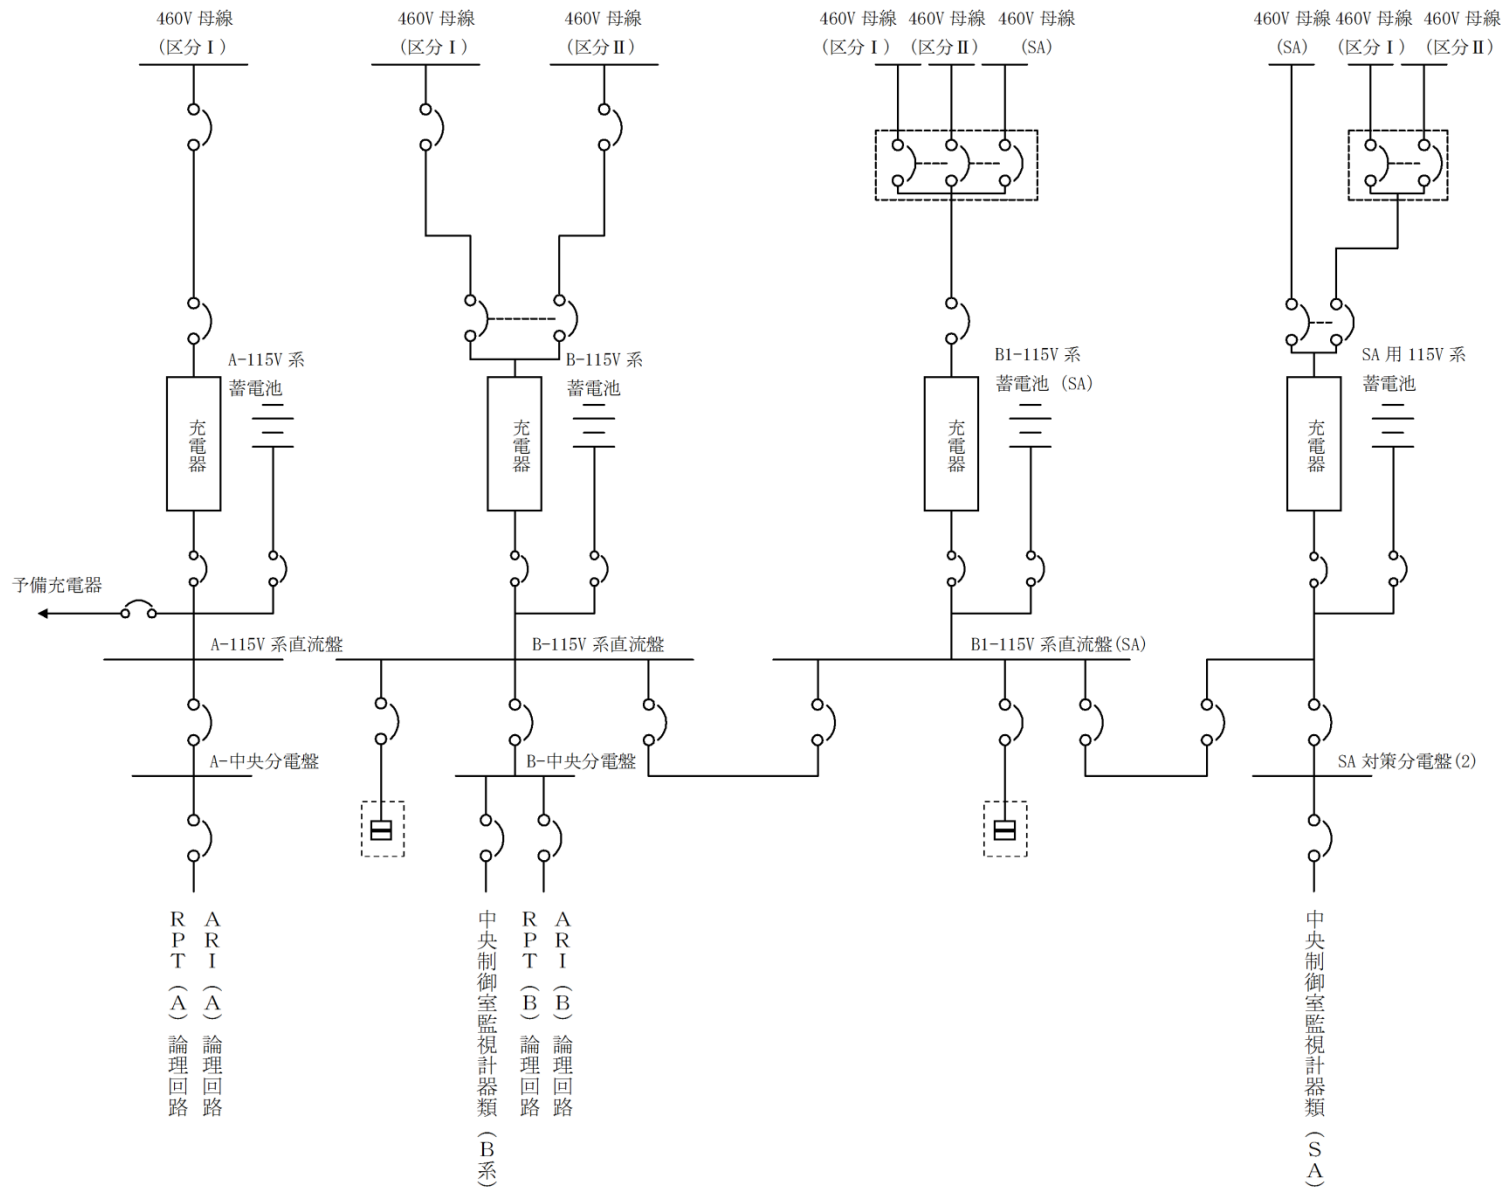 460V 母線
(区分Ⅰ)
460V 母線
(区分Ⅰ)
460V 母線
(区分Ⅱ)
460V 母線
(区分Ⅰ)
460V 母線
(区分Ⅱ)
460V 母線
(SA)
460V 母線
(SA)
460V 母線
(区分Ⅰ)
460V 母線
(区分Ⅱ)
A-115V 系
蓄電池
B-115V 系
蓄電池
B1-115V 系
蓄電池 (SA)
SA 用 115V 系
蓄電池
充電器
充電器
充電器
充電器
予備充電器
A-115V 系直流盤
B-115V 系直流盤
B1-115V 系直流盤(SA)
A-中央分電盤
B-中央分電盤
SA 対策分電盤(2)
ARI(A)論理回路
RPT(A)論理回路
ARI(B)論理回路
RPT(B)論理回路
中央制御室監視計器類(B系)
中央制御室監視計器類(SA)